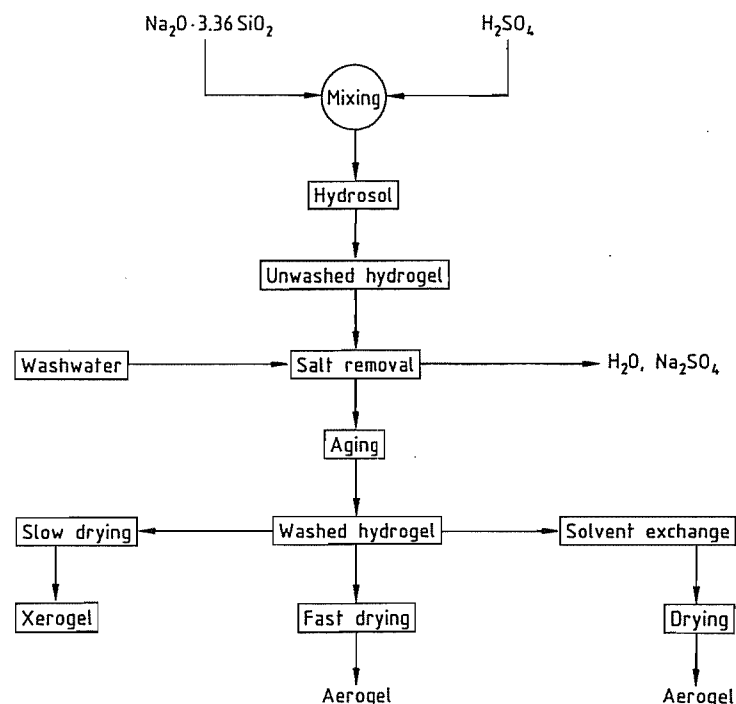 Na₂O·3.36 SiO₂
H₂SO₄
Mixing
Hydrosol
Unwashed hydrogel
Washwater
Salt removal
H₂O, Na₂SO₄
Aging
Slow drying
Washed hydrogel
Solvent exchange
Xerogel
Fast drying
Drying
Aerogel
Aerogel